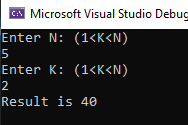 Microsoft Visual Studio Debug
Enter N: (1<K<N)
5
Enter K: (1<K<N)
2
Result is 40